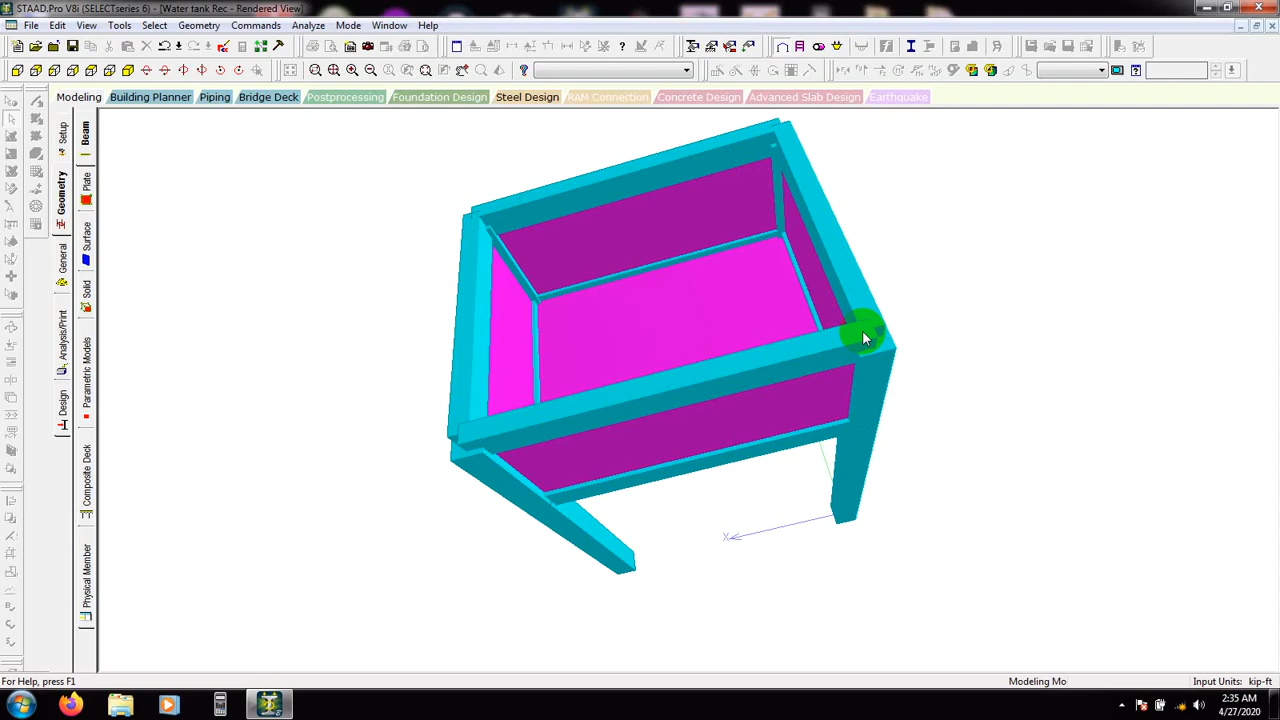 STAAD.Pro V8i (SELECTseries 6) - [Water tank Rec - Rendered View]
File Edit View Tools Select Geometry Commands Analyze Mode Window Help
Modeling Building Planner Piping Bridge Deck Postprocessing Foundation Design Steel Design RAM Connection Concrete Design Advanced Slab Design Earthquake
Setup
Geometry
General
Analysis/Print
Design
Beam
Plate
Surface
Solid
Parametric Models
Composite Deck
Physical Member
X
For Help, press F1 Modeling Mo Input Units: kip-ft
2:35 AM
4/27/2020